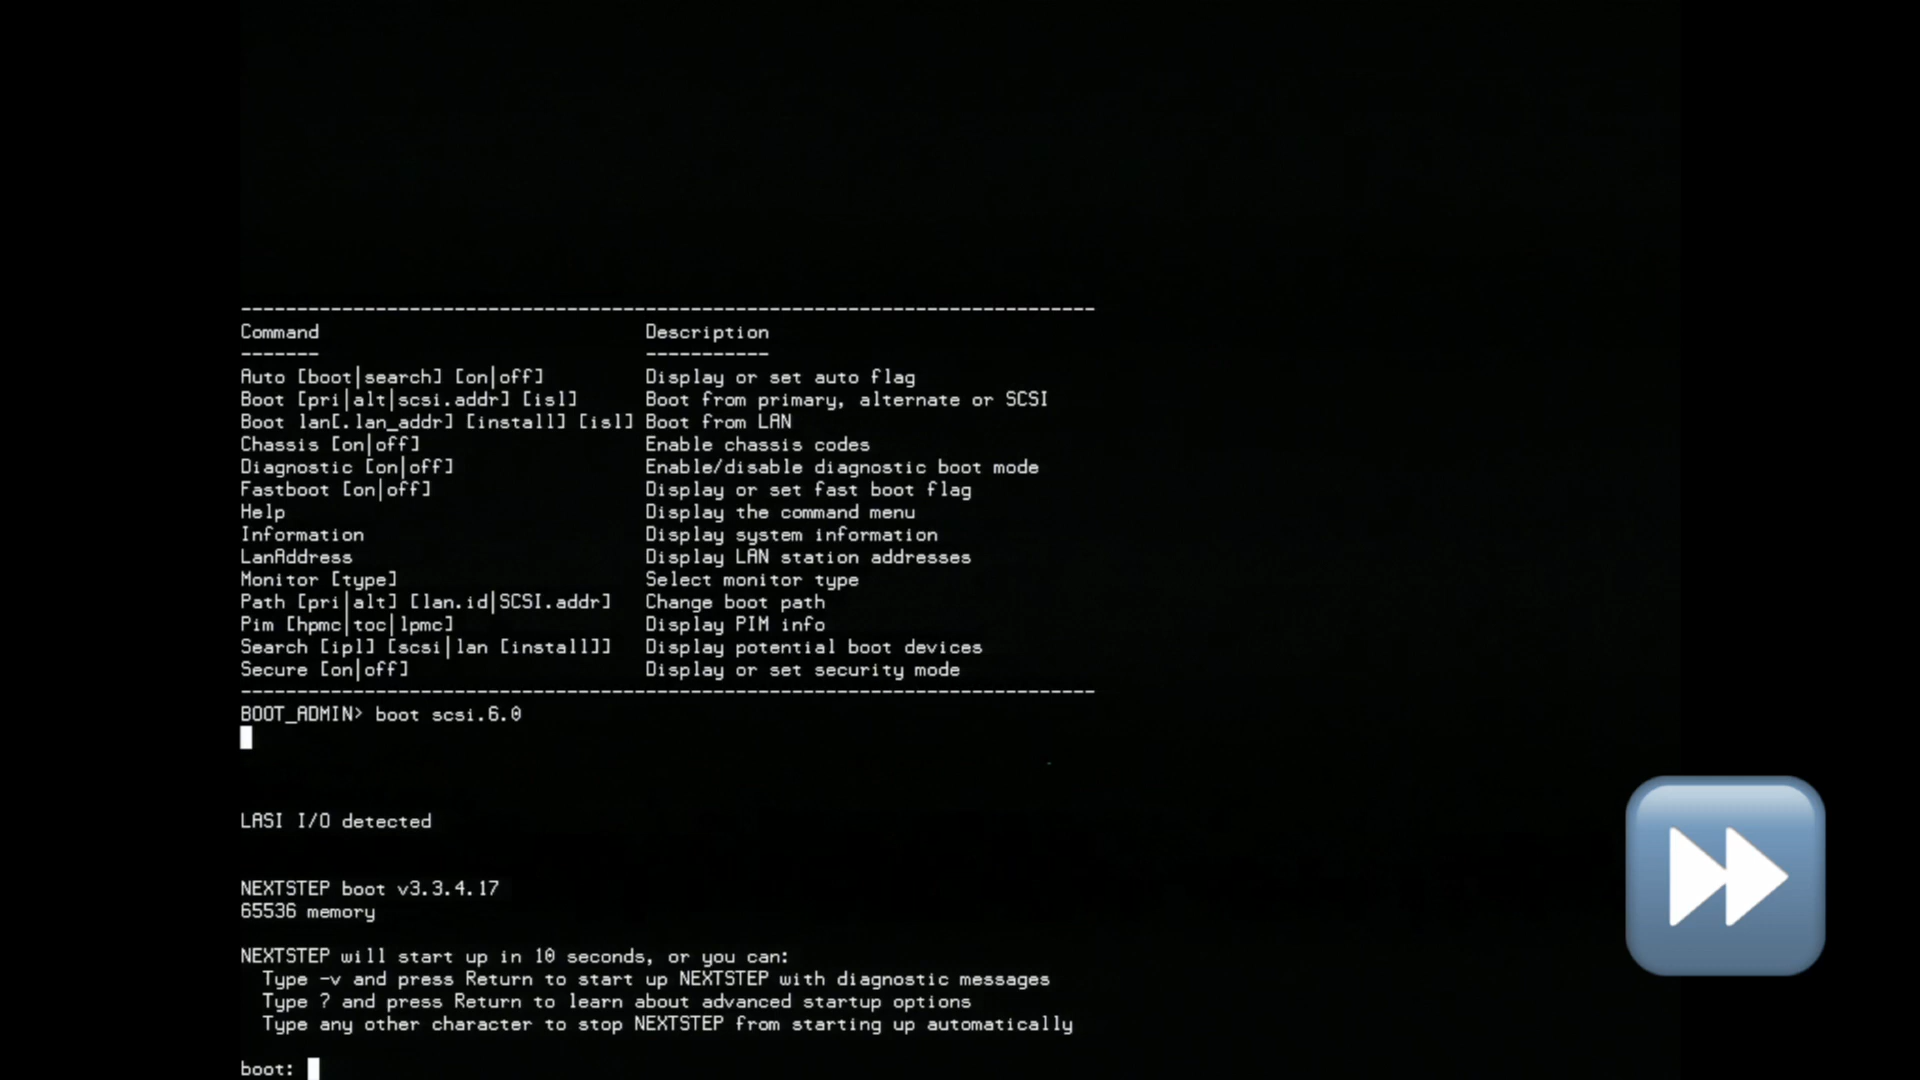 -----------------------------------------------------------------------------
Command                             Description
-------                             -----------
Auto [boot|search] [on|off]         Display or set auto flag
Boot [pri|alt|scsi.addr] [isl]      Boot from primary, alternate or SCSI
Boot lan[.lan_addr] [install] [isl] Boot from LAN
Chassis [on|off]                    Enable chassis codes
Diagnostic [on|off]                 Enable/disable diagnostic boot mode
Fastboot [on|off]                   Display or set fast boot flag
Help                                Display the command menu
Information                         Display system information
LanAddress                          Display LAN station addresses
Monitor [type]                      Select monitor type
Path [pri|alt] [lan.id|SCSI.addr]   Change boot path
Pim [hpmc|toc|lpmc]                 Display PIM info
Search [ipl] [scsi|lan [install]]   Display potential boot devices
Secure [on|off]                     Display or set security mode
-----------------------------------------------------------------------------
BOOT_ADMIN> boot scsi.6.0
LASI I/O detected
NEXTSTEP boot v3.3.4.17
65536 memory
NEXTSTEP will start up in 10 seconds, or you can:
  Type -v and press Return to start up NEXTSTEP with diagnostic messages
  Type ? and press Return to learn about advanced startup options
  Type any other character to stop NEXTSTEP from starting up automatically
boot: